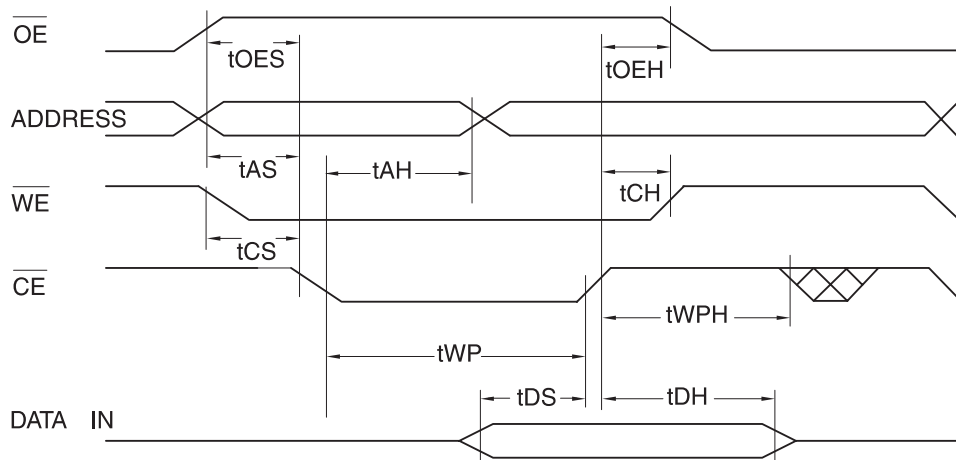 OE
tOES
tOEH
ADDRESS
tAS
tAH
tCH
WE
tCS
CE
tWPH
tWP
tDS
tDH
DATA IN